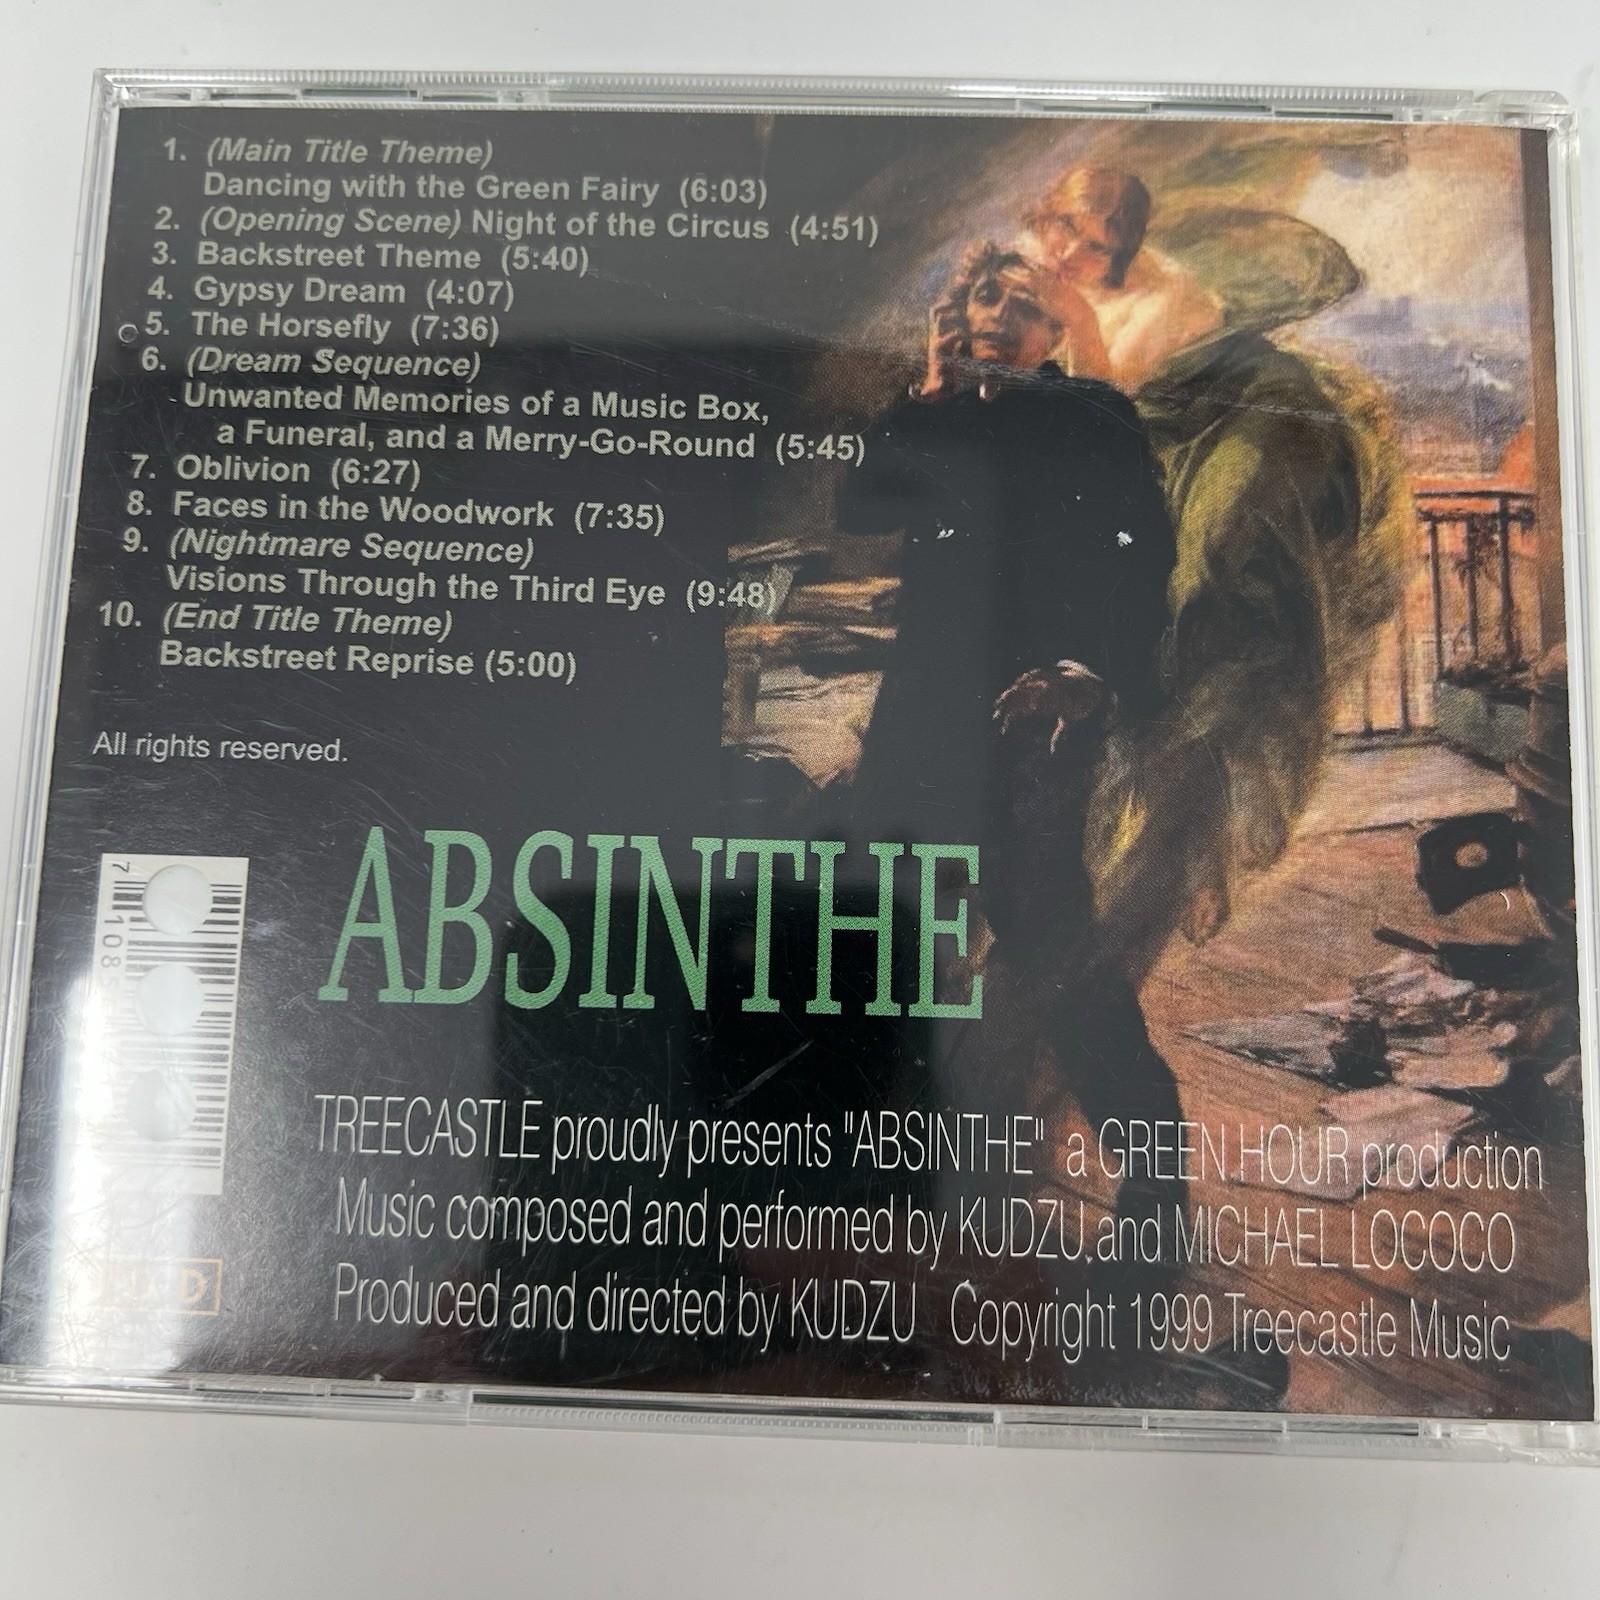 1. (Main Title Theme)
Dancing with the Green Fairy (6:03)
2. (Opening Scene) Night of the Circus (4:51)
3. Backstreet Theme (5:40)
4. Gypsy Dream (4:07)
5. The Horsefly (7:36)
6. (Dream Sequence)
Unwanted Memories of a Music Box,
a Funeral, and a Merry-Go-Round (5:45)
7. Oblivion (6:27)
8. Faces in the Woodwork (7:35)
9. (Nightmare Sequence)
Visions Through the Third Eye (9:48)
10. (End Title Theme)
Backstreet Reprise (5:00)
All rights reserved.
7 108
ABSINTHE
TREECASTLE proudly presents "ABSINTHE" a GREEN HOUR production
Music composed and performed by KUDZU and MICHAEL LOCOCO
Produced and directed by KUDZU Copyright 1999 Treecastle Music